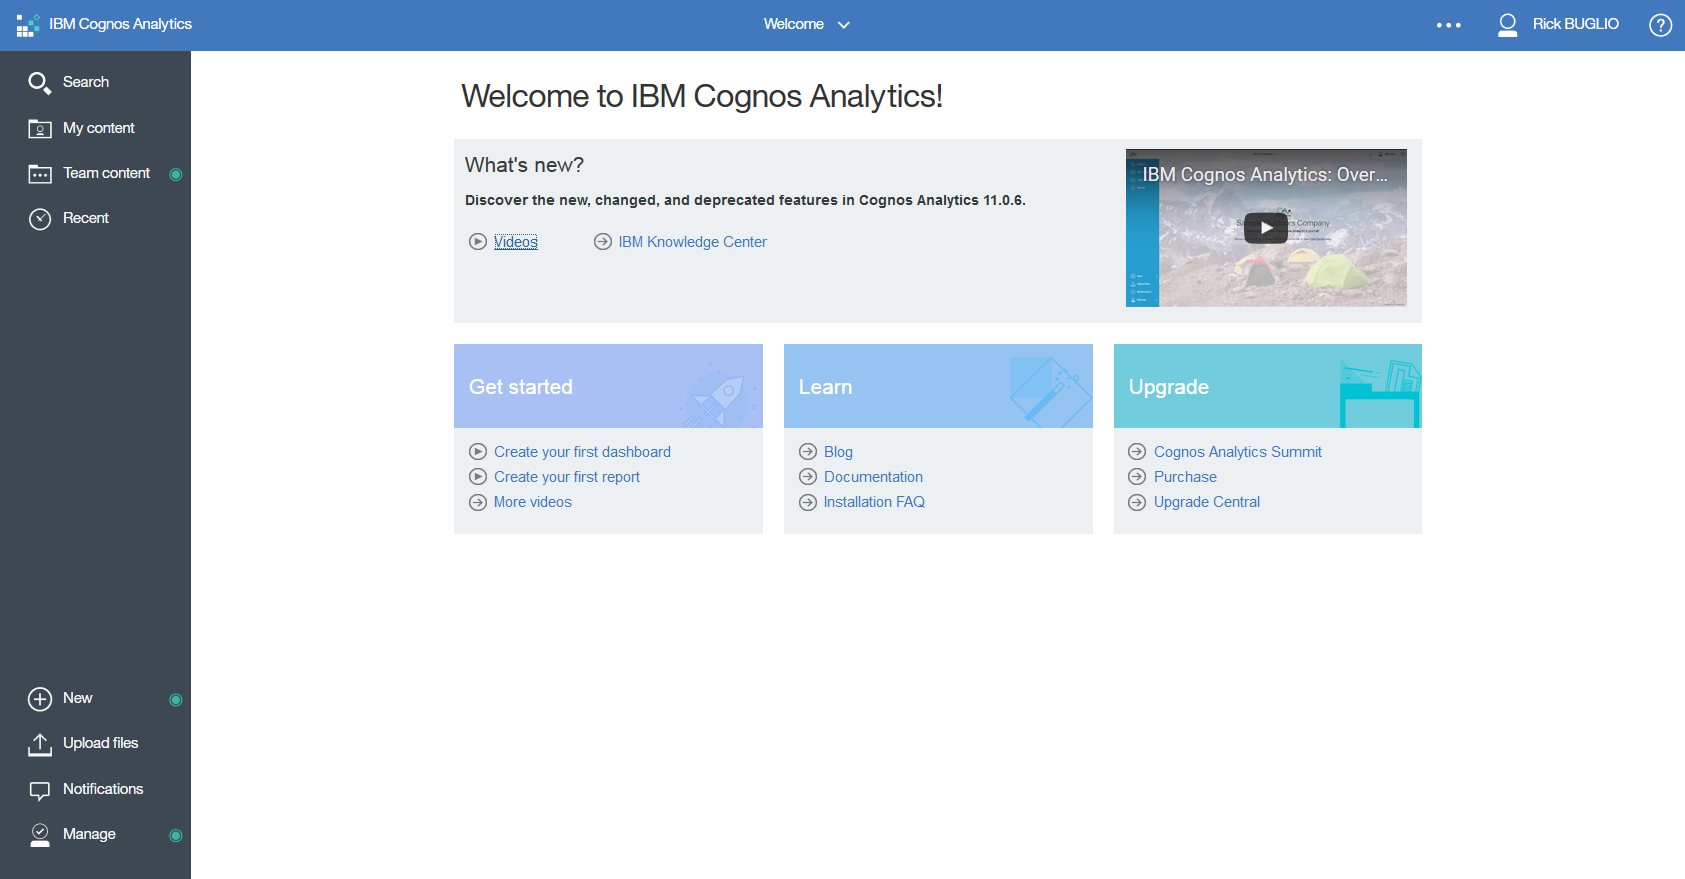 IBM Cognos Analytics
Welcome
Rick BUGLIO
Search
My content
Team content
Recent
New
Upload files
Notifications
Manage
Welcome to IBM Cognos Analytics!
What's new?
Discover the new, changed, and deprecated features in Cognos Analytics 11.0.6.
Videos
IBM Knowledge Center
IBM Cognos Analytics: Over...
Get started
Create your first dashboard
Create your first report
More videos
Learn
Blog
Documentation
Installation FAQ
Upgrade
Cognos Analytics Summit
Purchase
Upgrade Central